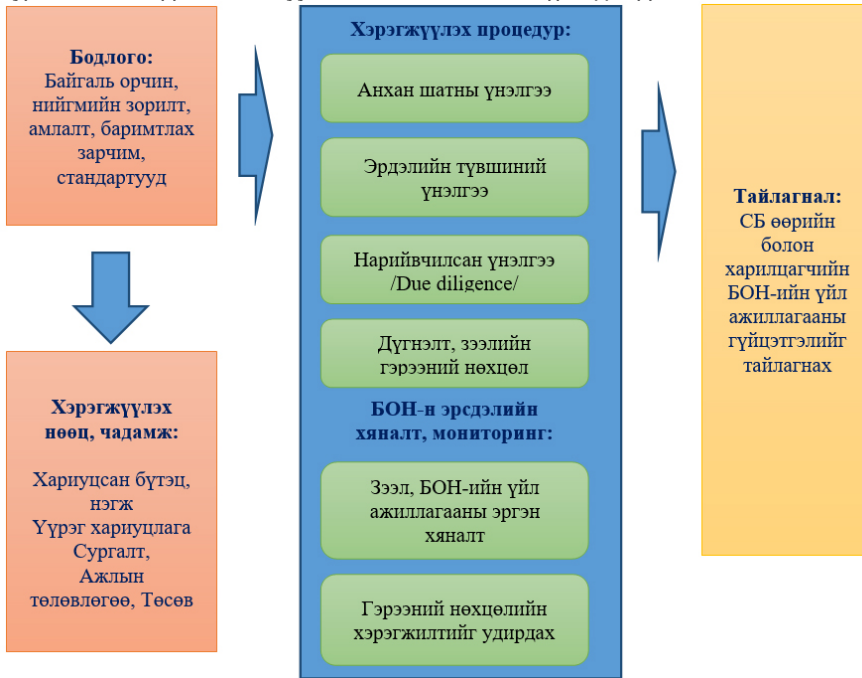 Бодлого:
Байгаль орчин,
нийгмийн зорилт,
амлалт, баримтлах
зарчим,
стандартууд
Хэрэгжүүлэх
нөөц, чадамж:
Хариуцсан бүтэц,
нэгж
Үүрэг хариуцлага
Сургалт,
Ажлын
төлөвлөгөө, Төсөв
Хэрэгжүүлэх процедур:
Анхан шатны үнэлгээ
Эрдэлийн түвшиний
үнэлгээ
Нарийвчилсан үнэлгээ
/Due diligence/
Дүгнэлт, зээлийн
гэрээний нөхцөл
БОН-н эрсдэлийн
хяналт, мониторинг:
Зээл, БОН-ийн үйл
ажиллагааны эргэн
хяналт
Гэрээний нөхцөлийн
хэрэгжилтийг удирдах
Тайлагнал:
СБ өөрийн
болон
харилцагчийн
БОН-ийн үйл
ажиллагааны
гүйцэтгэлийг
тайлагнах